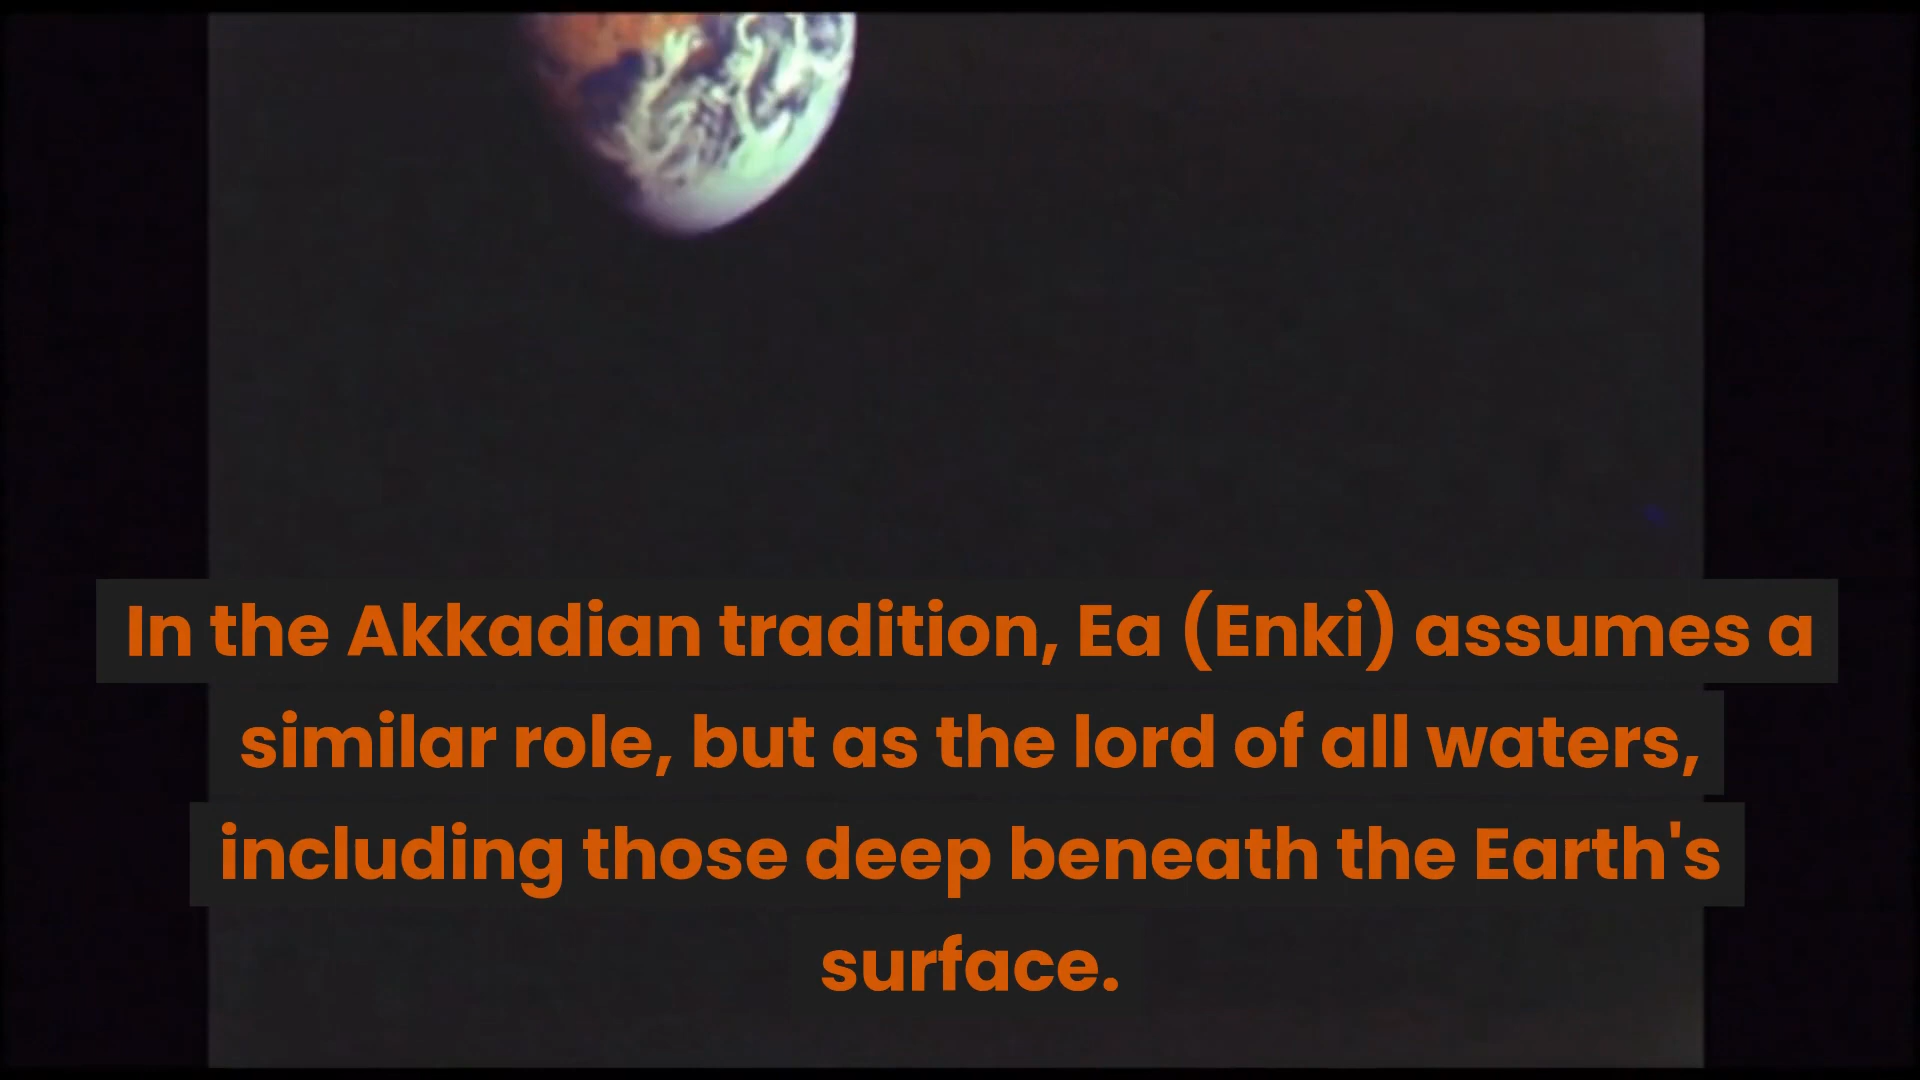 In the Akkadian tradition, Ea (Enki) assumes a
similar role, but as the lord of all waters,
including those deep beneath the Earth's
surface.